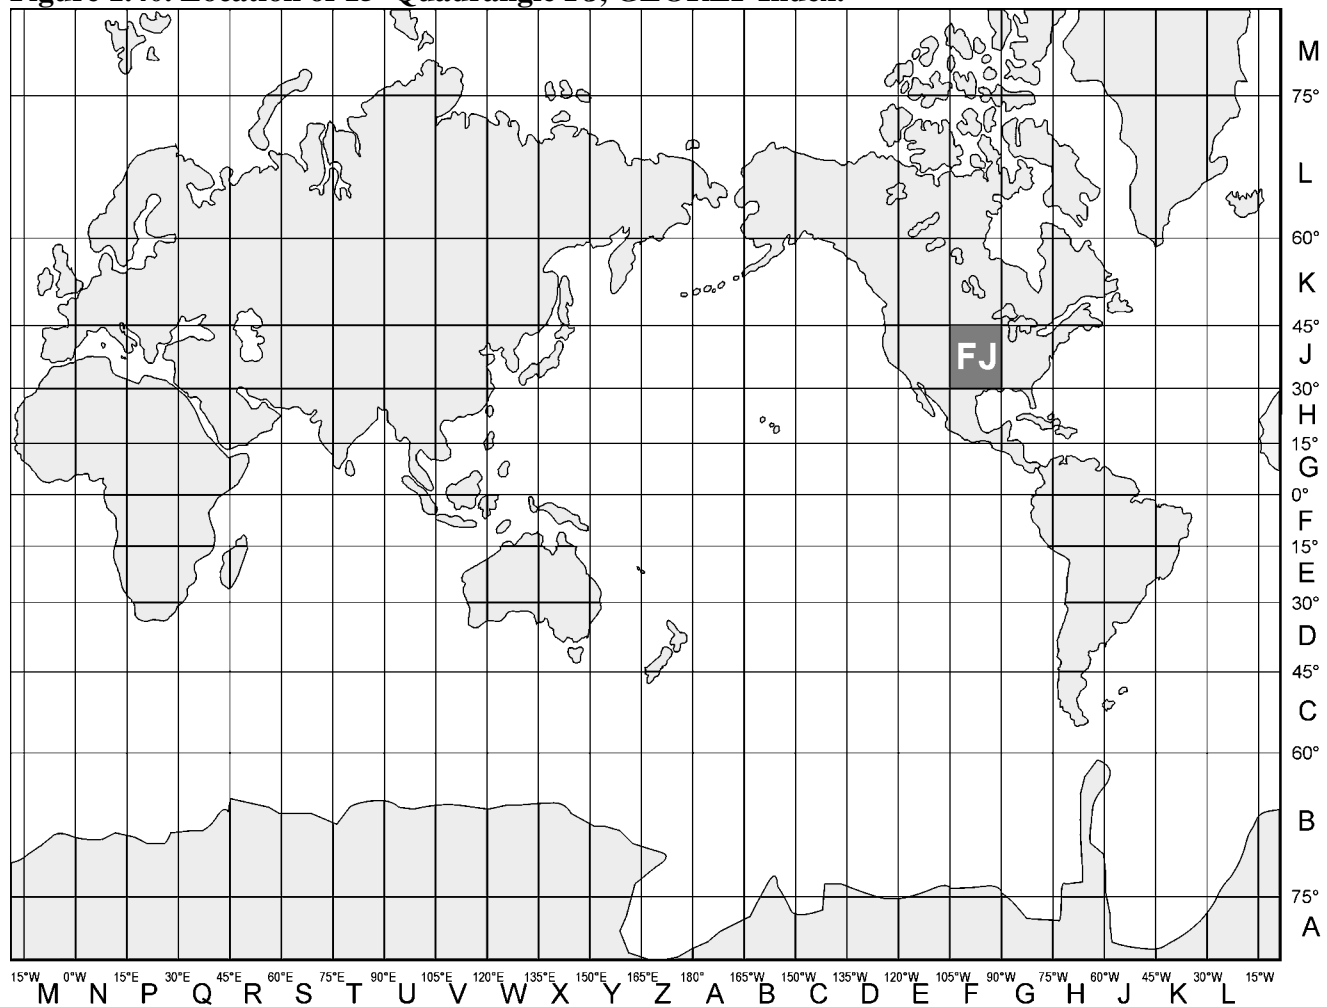 M
75°
L
60°
K
45°
FJ
J
30°
H
15°
G
0°
F
15°
E
30°
D
45°
C
60°
B
75°
A
15°W 0°W 15°E 30°E 45°E 60°E 75°E 90°E 105°E 120°E 135°E 150°E 165°E 180° 165°W 150°W 135°W 120°W 105°W 90°W 75°W 60°W 45°W 30°W 15°W
M N P Q R S T U V W X Y Z A B C D E F G H J K L